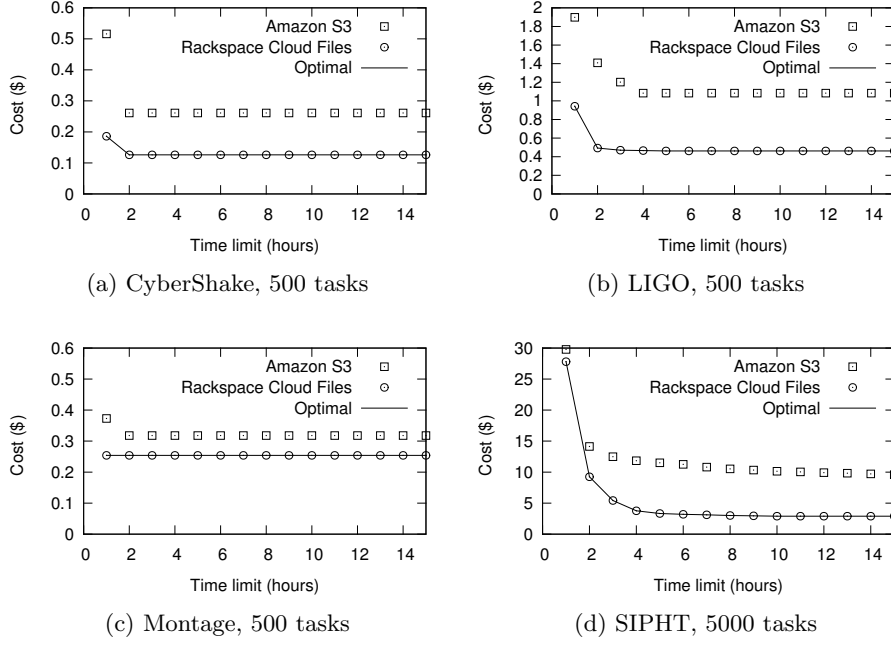 0.6
0.5
0.4
0.3
0.2
0.1
0
Cost ($)
0 2 4 6 8 10 12 14
Time limit (hours)
Amazon S3
Rackspace Cloud Files
Optimal
(a) CyberShake, 500 tasks
2
1.8
1.6
1.4
1.2
1
0.8
0.6
0.4
0.2
0
Cost ($)
0 2 4 6 8 10 12 14
Time limit (hours)
Amazon S3
Rackspace Cloud Files
Optimal
(b) LIGO, 500 tasks
0.6
0.5
0.4
0.3
0.2
0.1
0
Cost ($)
0 2 4 6 8 10 12 14
Time limit (hours)
Amazon S3
Rackspace Cloud Files
Optimal
(c) Montage, 500 tasks
30
25
20
15
10
5
0
Cost ($)
0 2 4 6 8 10 12 14
Time limit (hours)
Amazon S3
Rackspace Cloud Files
Optimal
(d) SIPHT, 5000 tasks